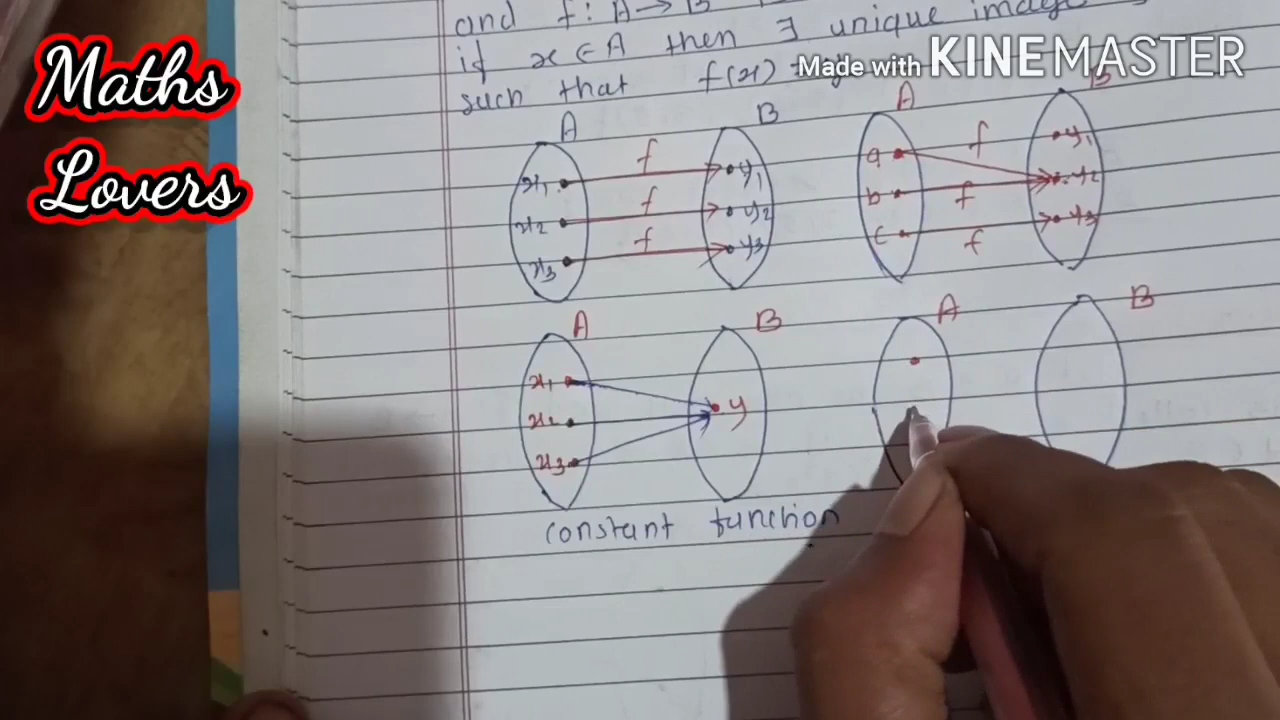 Maths
Lovers
Made with KINEMASTER
and f: A→B
if x ∈ A then ∃ unique image
such that f(x)
A B
x₁ f y₁
x₂ f y₂
x₃ f y₃
A B
a f y₁
b f y₂
c f y₃
A B
x₁ y
x₂
x₃
constant function
A B